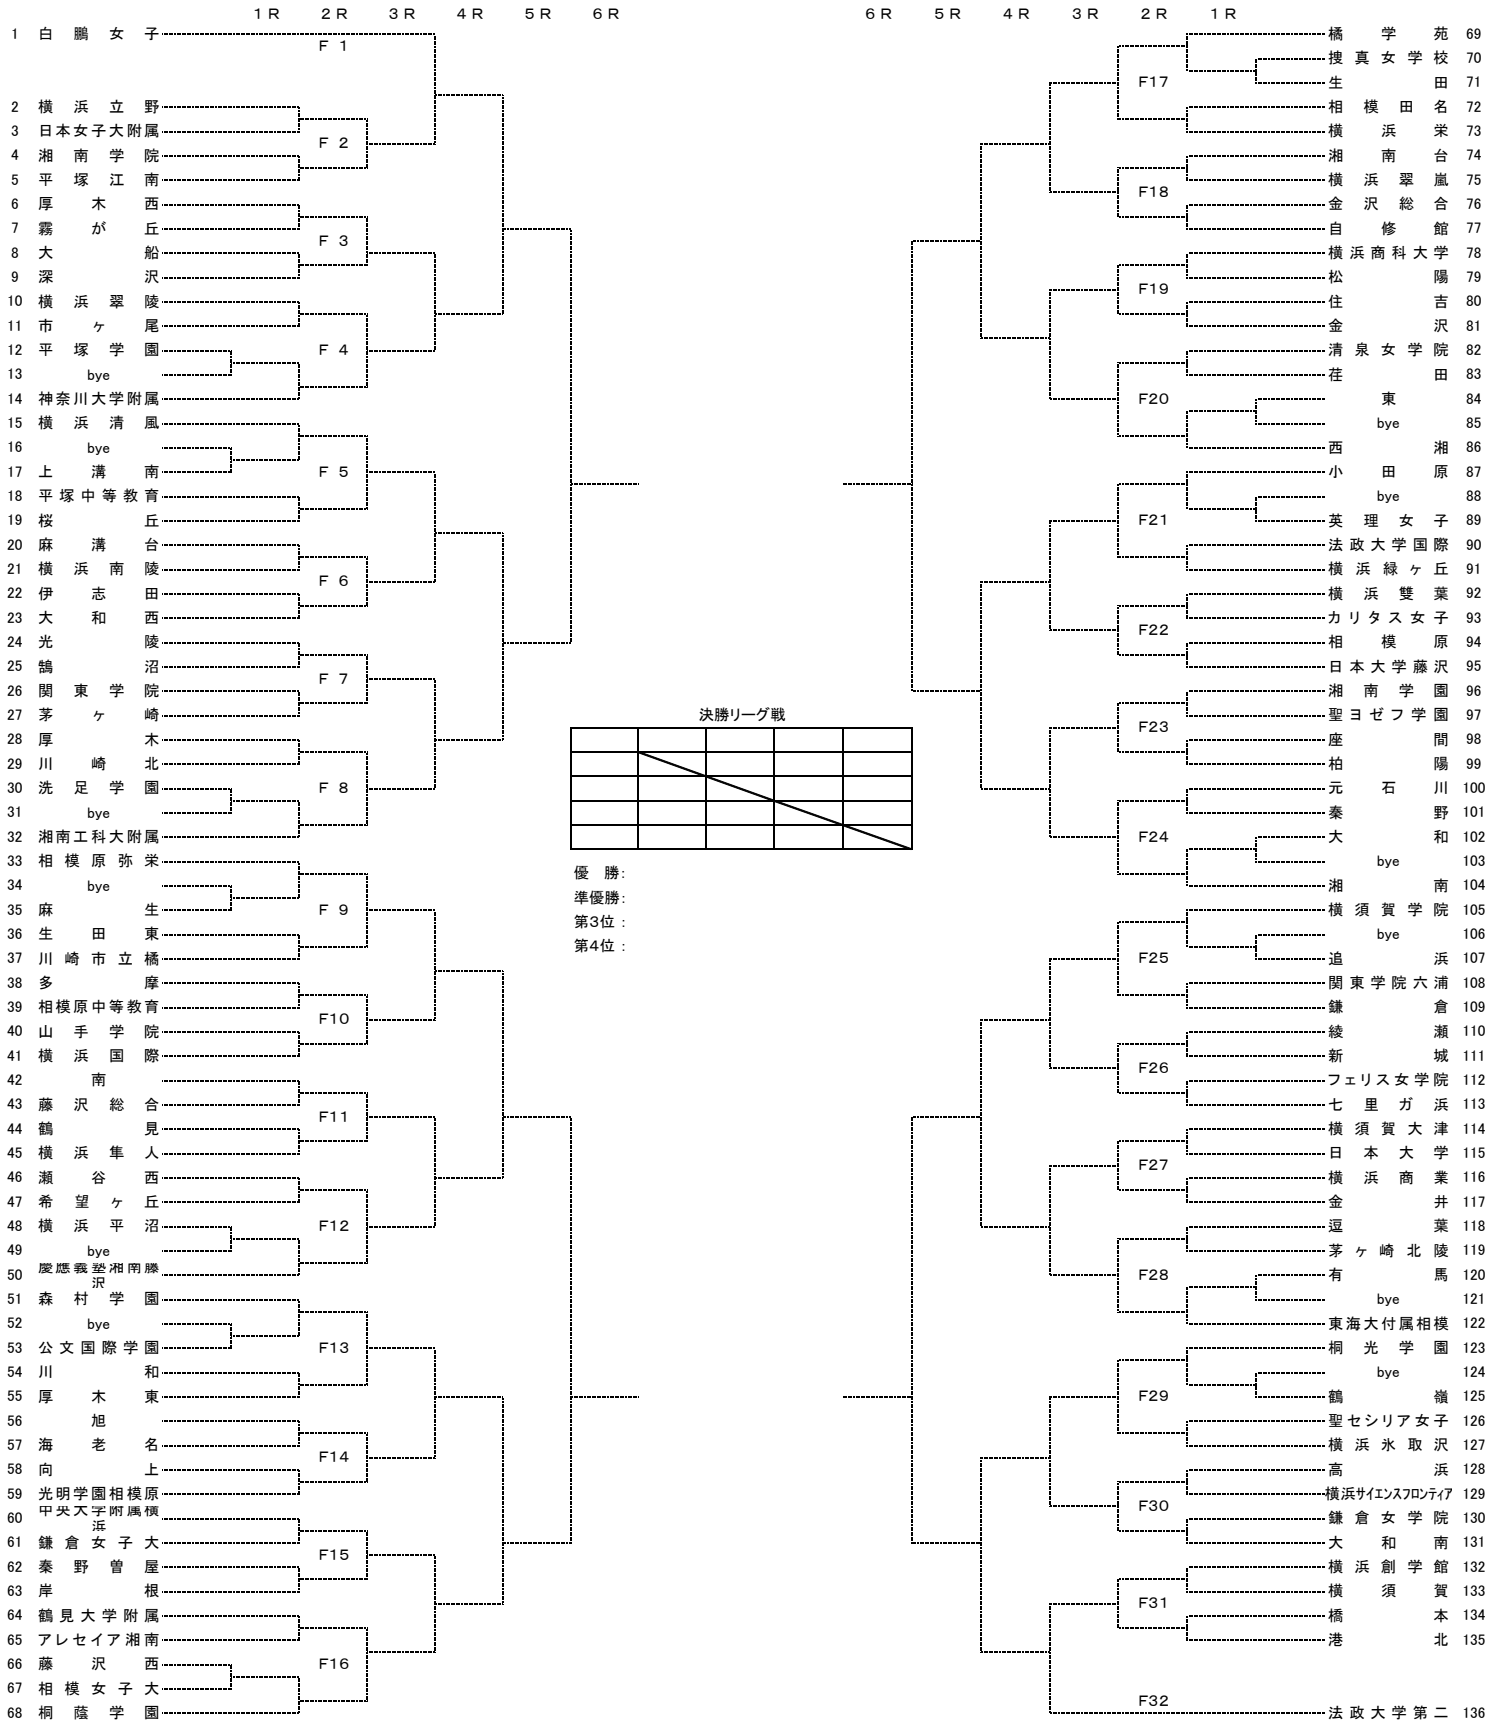 1R 2R 3R 4R 5R 6R
6R 5R 4R 3R 2R 1R
1 白鵬女子
2 横浜立野
3 日本女子大附属
4 湘南学院
5 平塚江南
6 厚木西
7 霧が丘
8 大船
9 深沢
10 横浜翠陵
11 市ヶ尾
12 平塚学園
13 bye
14 神奈川大学附属
15 横浜清風
16 bye
17 上溝南
18 平塚中等教育
19 桜丘
20 麻溝台
21 横浜南陵
22 伊志田
23 大和西
24 光陵
25 鵠沼
26 関東学院
27 茅ヶ崎
28 厚木
29 川崎北
30 洗足学園
31 bye
32 湘南工科大附属
33 相模原弥栄
34 bye
35 麻生
36 生田東
37 川崎市立橘
38 多摩
39 相模原中等教育
40 山手学院
41 横浜国際
42 南
43 藤沢総合
44 鶴見
45 横浜隼人
46 瀬谷西
47 希望ヶ丘
48 横浜平沼
49 bye
50 慶應義塾湘南藤
沢
51 森村学園
52 bye
53 公文国際学園
54 川和
55 厚木東
56 旭
57 海老名
58 向上
59 光明学園相模原
60 中央大学附属横
浜
61 鎌倉女子大
62 秦野曽屋
63 岸根
64 鶴見大学附属
65 アレセイア湘南
66 藤沢西
67 相模女子大
68 桐蔭学園
F 1
F 2
F 3
F 4
F 5
F 6
F 7
F 8
F 9
F10
F11
F12
F13
F14
F15
F16
決勝リーグ戦
優 勝:
準優勝:
第3位 :
第4位 :
F17
F18
F19
F20
F21
F22
F23
F24
F25
F26
F27
F28
F29
F30
F31
F32
橘学苑 69
捜真女学校 70
生田 71
相模田名 72
横浜栄 73
湘南台 74
横浜翠嵐 75
金沢総合 76
自修館 77
横浜商科大学 78
松陽 79
住吉 80
金沢 81
清泉女学院 82
荏田 83
東 84
bye 85
西湘 86
小田原 87
bye 88
英理女子 89
法政大学国際 90
横浜緑ヶ丘 91
横浜雙葉 92
カリタス女子 93
相模原 94
日本大学藤沢 95
湘南学園 96
聖ヨゼフ学園 97
座間 98
柏陽 99
元石川 100
秦野 101
大和 102
bye 103
湘南 104
横須賀学院 105
bye 106
追浜 107
関東学院六浦 108
鎌倉 109
綾瀬 110
新城 111
フェリス女学院 112
七里ガ浜 113
横須賀大津 114
日本大学 115
横浜商業 116
金井 117
逗葉 118
茅ヶ崎北陵 119
有馬 120
bye 121
東海大付属相模 122
桐光学園 123
bye 124
鶴嶺 125
聖セシリア女子 126
横浜氷取沢 127
高浜 128
横浜サイエンスフロンティア 129
鎌倉女学院 130
大和南 131
横浜創学館 132
横須賀 133
橋本 134
港北 135
法政大学第二 136